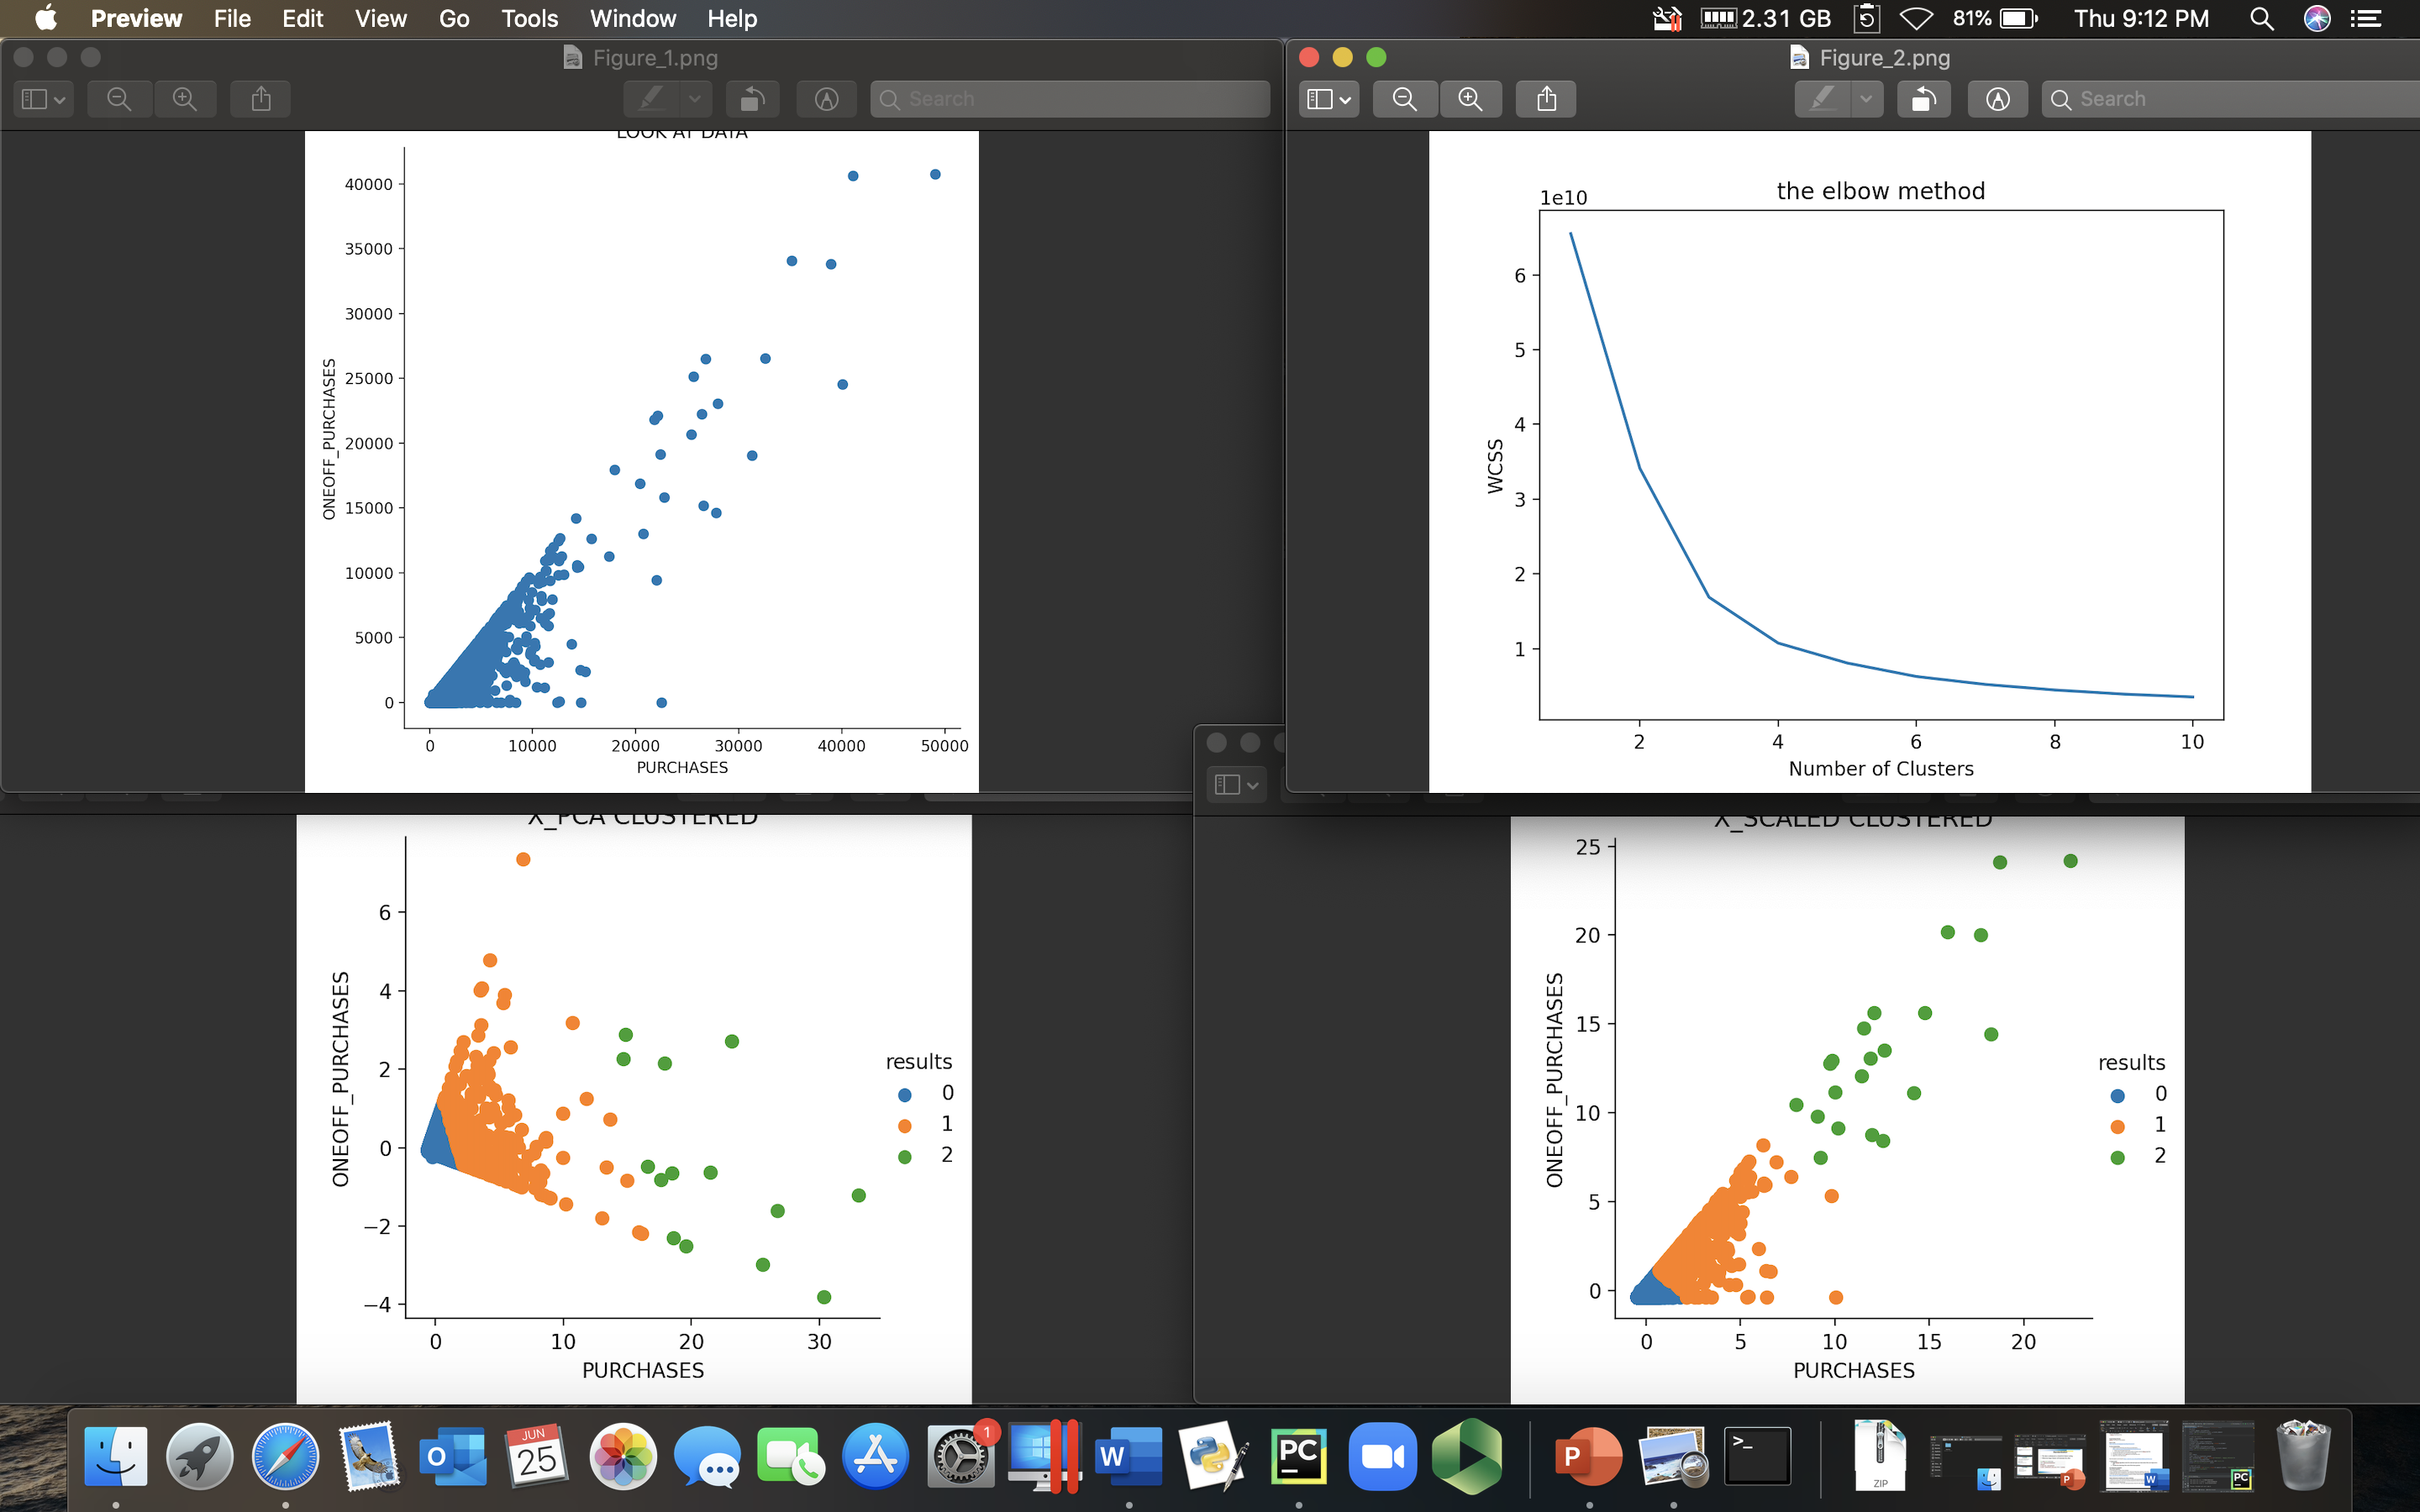 Preview File Edit View Go Tools Window Help 2.31 GB 81% Thu 9:12 PM
Figure_1.png
Search
LOOK AT DATA
40000
35000
30000
25000
20000
15000
10000
5000
0
ONEOFF_PURCHASES
0 10000 20000 30000 40000 50000
PURCHASES
Figure_2.png
Search
the elbow method
1e10
6
5
4
3
2
1
WCSS
2 4 6 8 10
Number of Clusters
X_PCA CLUSTERED
6
4
2
0
−2
−4
ONEOFF_PURCHASES
results
0
1
2
0 10 20 30
PURCHASES
X_SCALED CLUSTERED
25
20
15
10
5
0
ONEOFF_PURCHASES
results
0
1
2
0 5 10 15 20
PURCHASES
JUN
25
1
O
W
PC
P
>_
ZIP
P
W
PC